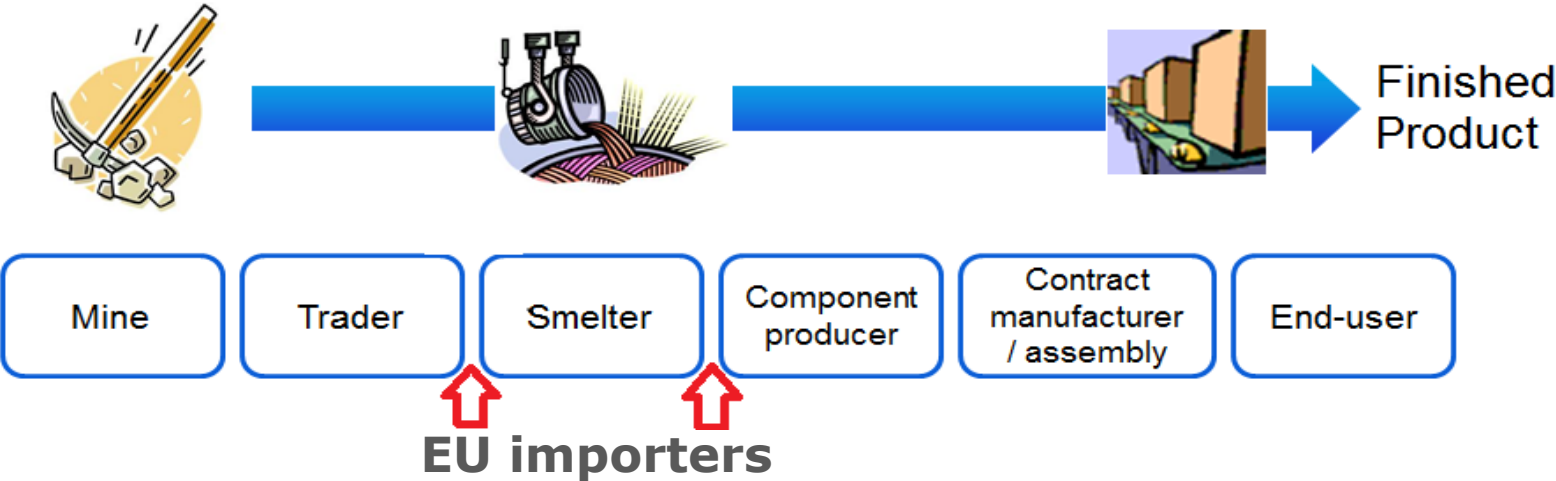 Finished
Product
Mine
Trader
Smelter
Component
producer
Contract
manufacturer
/ assembly
End-user
EU importers